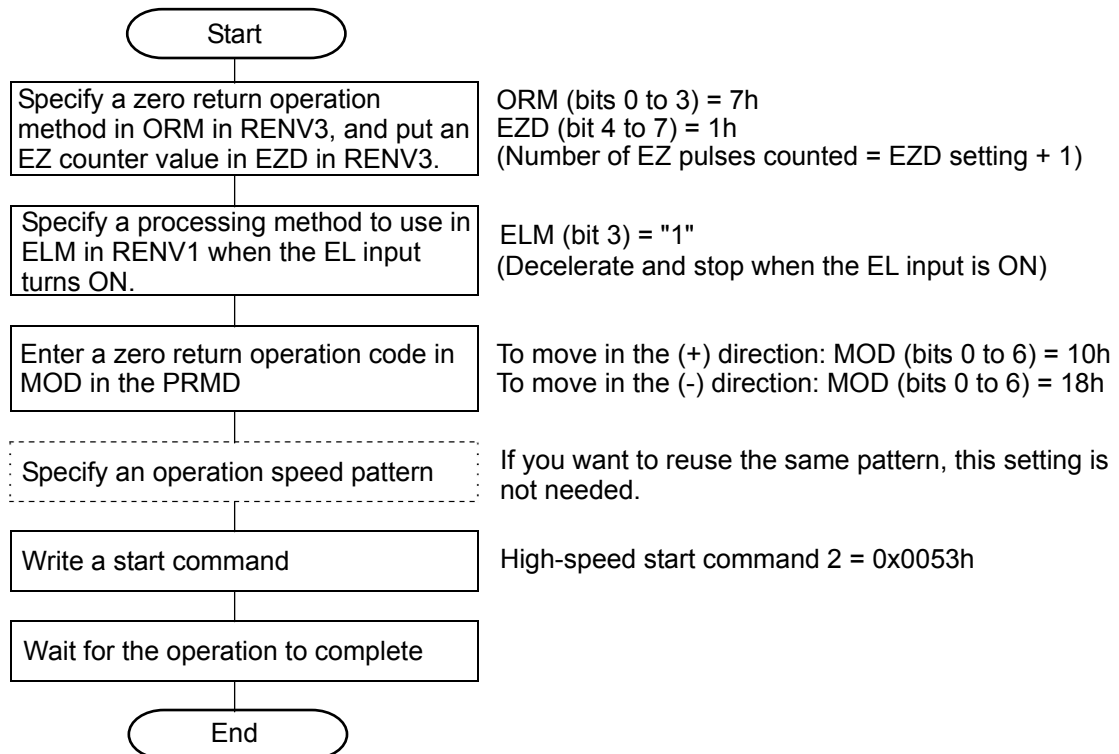 Start
Specify a zero return operation
method in ORM in RENV3, and put an
EZ counter value in EZD in RENV3.
ORM (bits 0 to 3) = 7h
EZD (bit 4 to 7) = 1h
(Number of EZ pulses counted = EZD setting + 1)
Specify a processing method to use in
ELM in RENV1 when the EL input
turns ON.
ELM (bit 3) = "1"
(Decelerate and stop when the EL input is ON)
Enter a zero return operation code in
MOD in the PRMD
To move in the (+) direction: MOD (bits 0 to 6) = 10h
To move in the (-) direction: MOD (bits 0 to 6) = 18h
Specify an operation speed pattern
If you want to reuse the same pattern, this setting is
not needed.
Write a start command
High-speed start command 2 = 0x0053h
Wait for the operation to complete
End